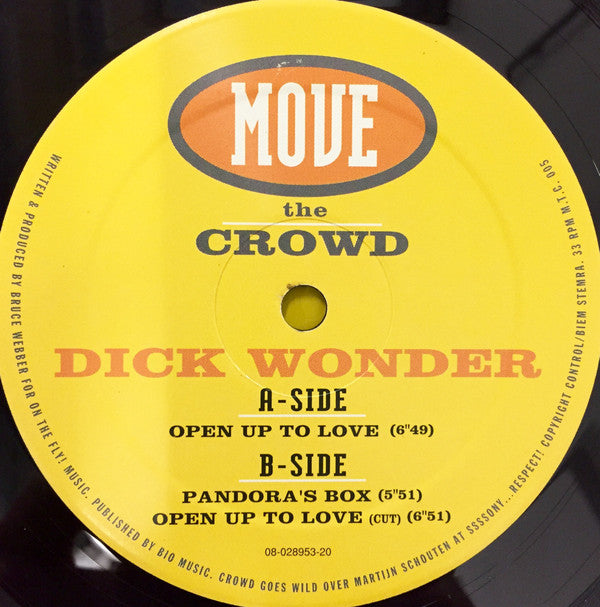 MOVE
the
CROWD
DICK WONDER
A-SIDE
OPEN UP TO LOVE (6"49)
B-SIDE
PANDORA'S BOX (5"51)
OPEN UP TO LOVE (CUT) (6"51)
08-028953-20
WRITTEN & PRODUCED BY BRUCE WEBBER FOR ON THE FLY! MUSIC. PUBLISHED BY BIO MUSIC. CROWD GOES WILD OVER MARTIJN SCHOUTEN AT SSSSONY...RESPECT! COPYRIGHT CONTROL/BIEM STEMRA. 33 RPM M.T.C. 005